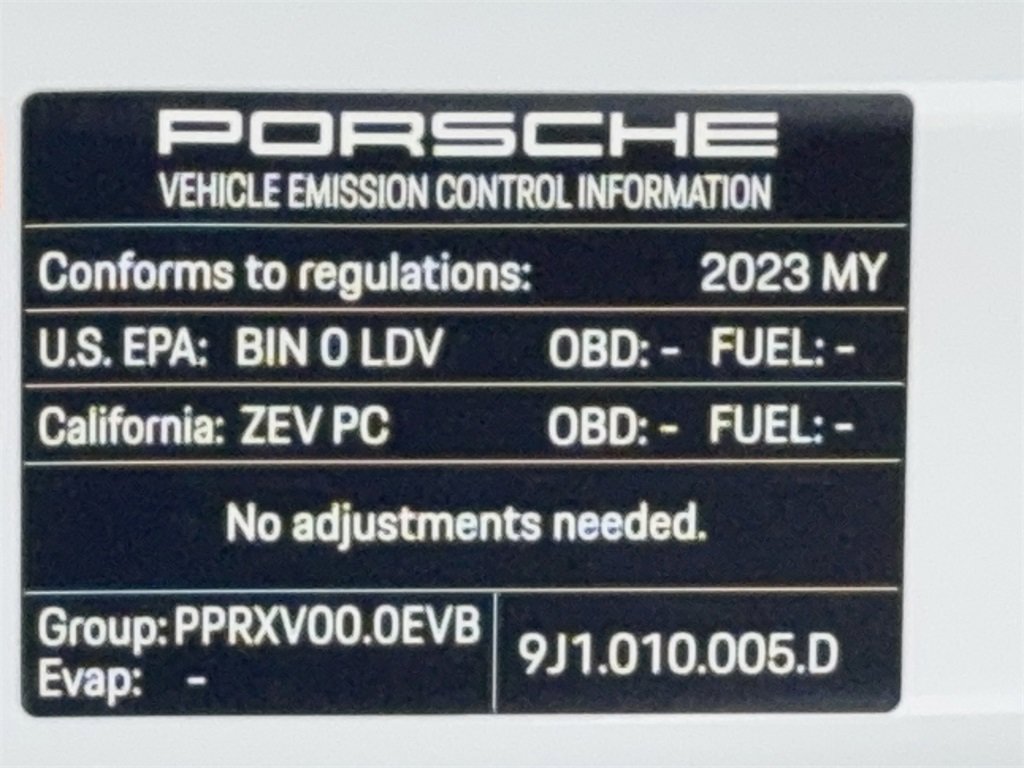 PORSCHE
VEHICLE EMISSION CONTROL INFORMATION
Conforms to regulations: 2023 MY
U.S. EPA: BIN 0 LDV OBD: - FUEL: -
California: ZEV PC OBD: - FUEL: -
No adjustments needed.
Group: PPRXV00.0EVB
Evap: -
9J1.010.005.D